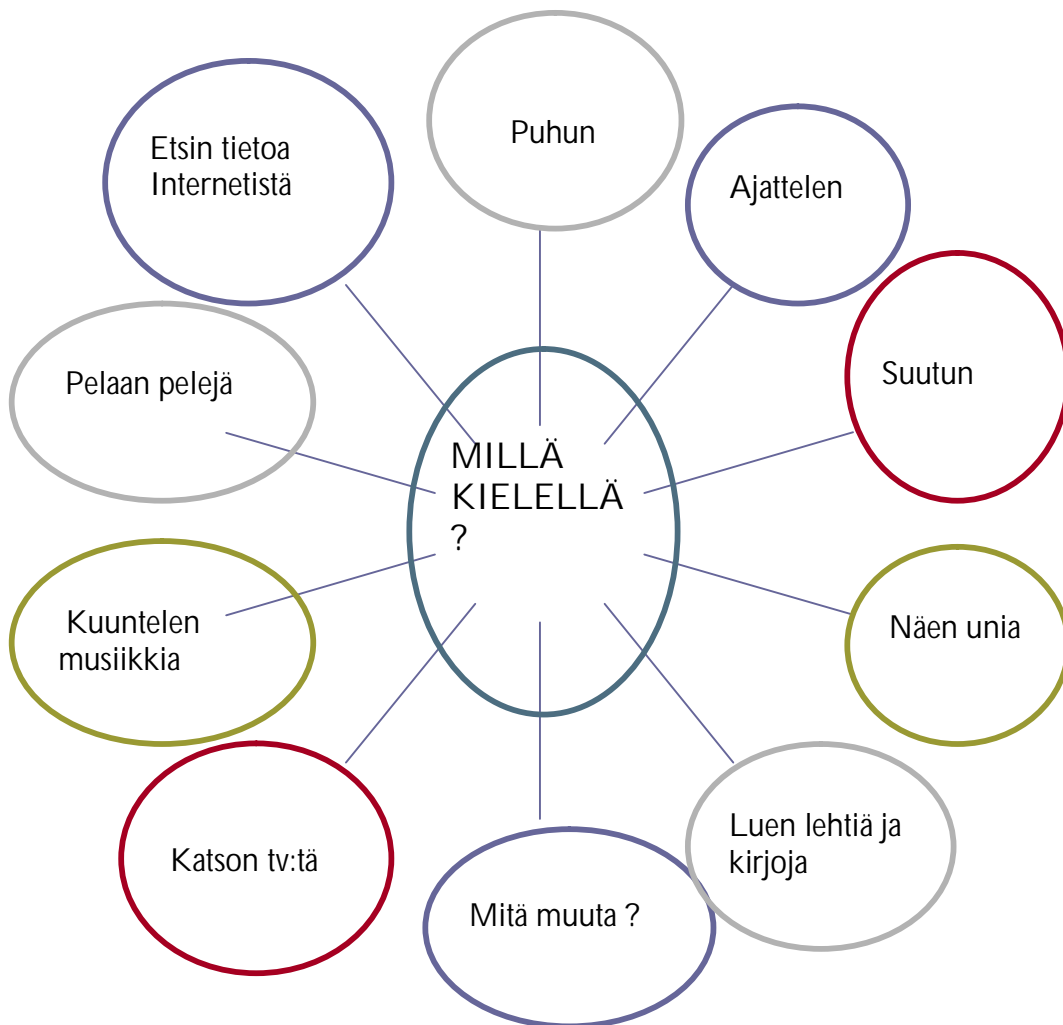 Puhun
Etsin tietoa
Internetistä
Ajattelen
Suutun
Pelaan pelejä
MILLÄ
KIELELLÄ
?
Kuuntelen
musiikkia
Näen unia
Luen lehtiä ja
kirjoja
Katson tv:tä
Mitä muuta ?